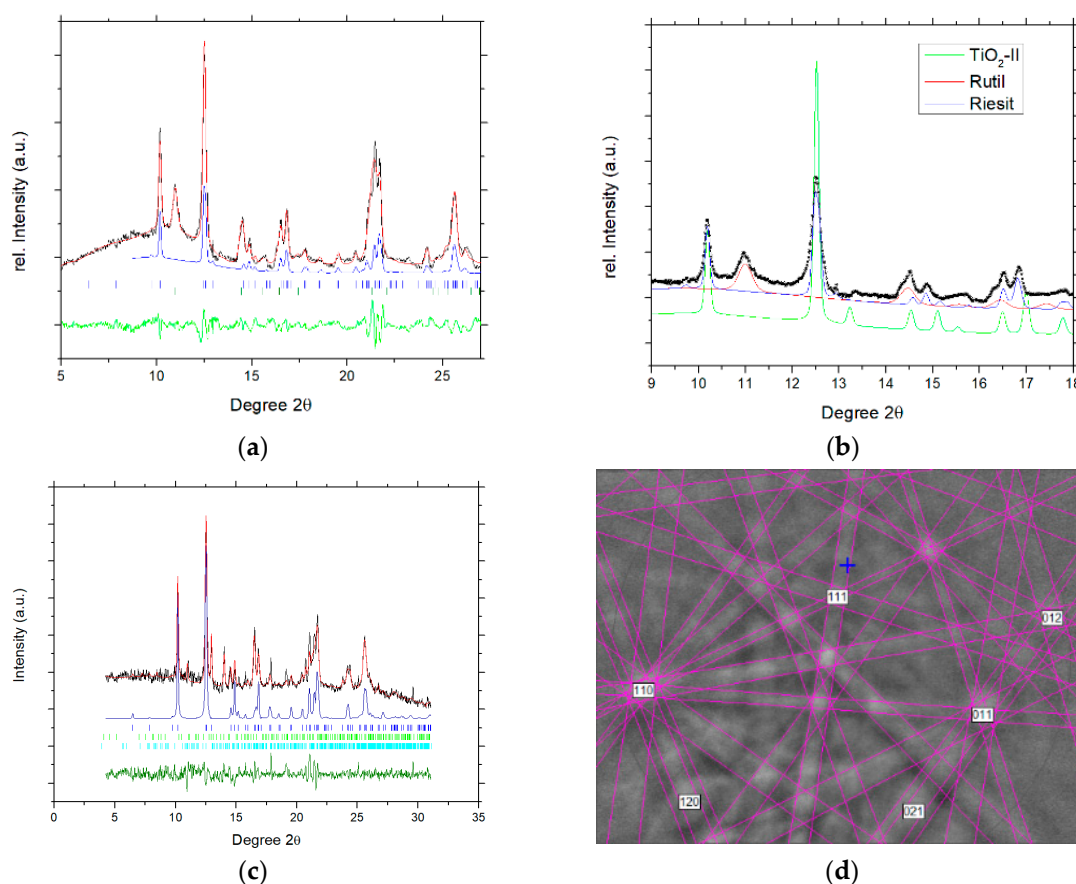 rel. Intensity (a.u.)
5 10 15 20 25
Degree 2θ
(a)
rel. Intensity (a.u.)
TiO2-II
Rutil
Riesit
9 10 11 12 13 14 15 16 17 18
Degree 2θ
(b)
Intensity (a.u.)
0 5 10 15 20 25 30 35
Degree 2θ
(c)
111
012
110
011
120
021
(d)